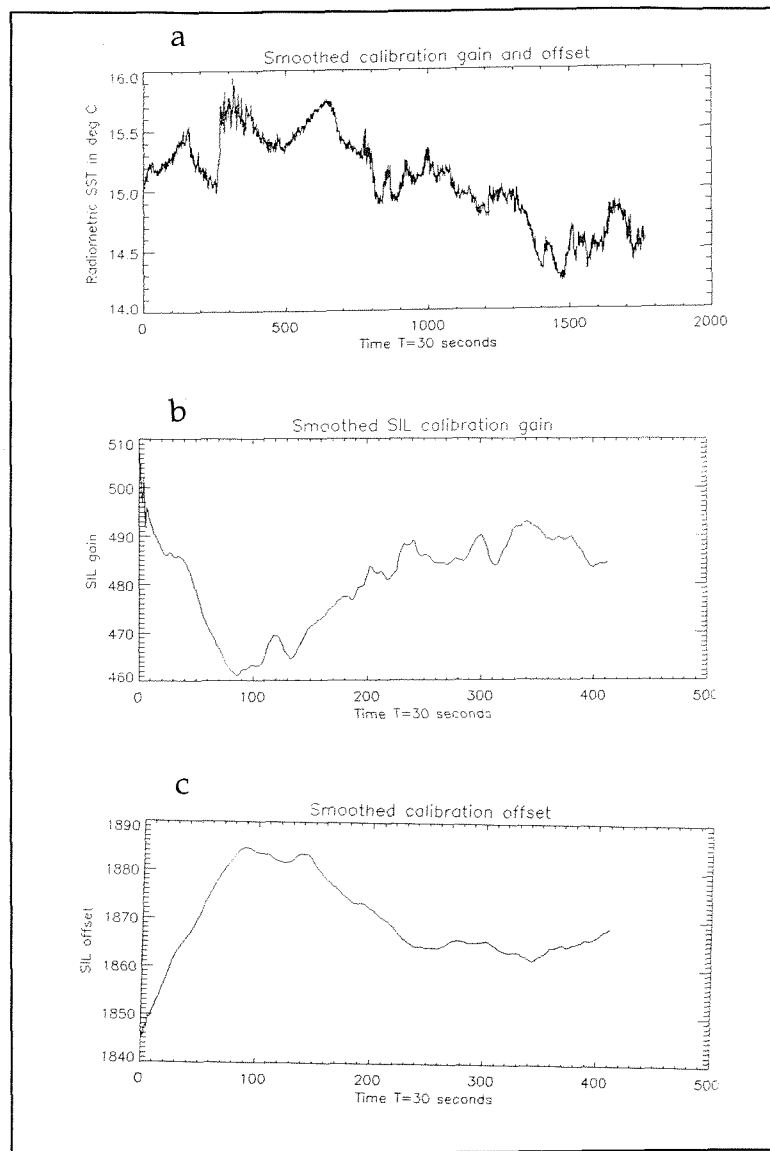 a
Smoothed calibration gain and offset
Radiometric SST in deg C
16.0
15.5
15.0
14.5
14.0
0
500
1000
1500
2000
Time T=30 seconds
b
Smoothed SIL calibration gain
SIL gain
510
500
490
480
470
460
0
100
200
300
400
500
Time T=30 seconds
c
Smoothed calibration offset
SIL offset
1890
1880
1870
1860
1850
1840
0
100
200
300
400
500
Time T=30 seconds